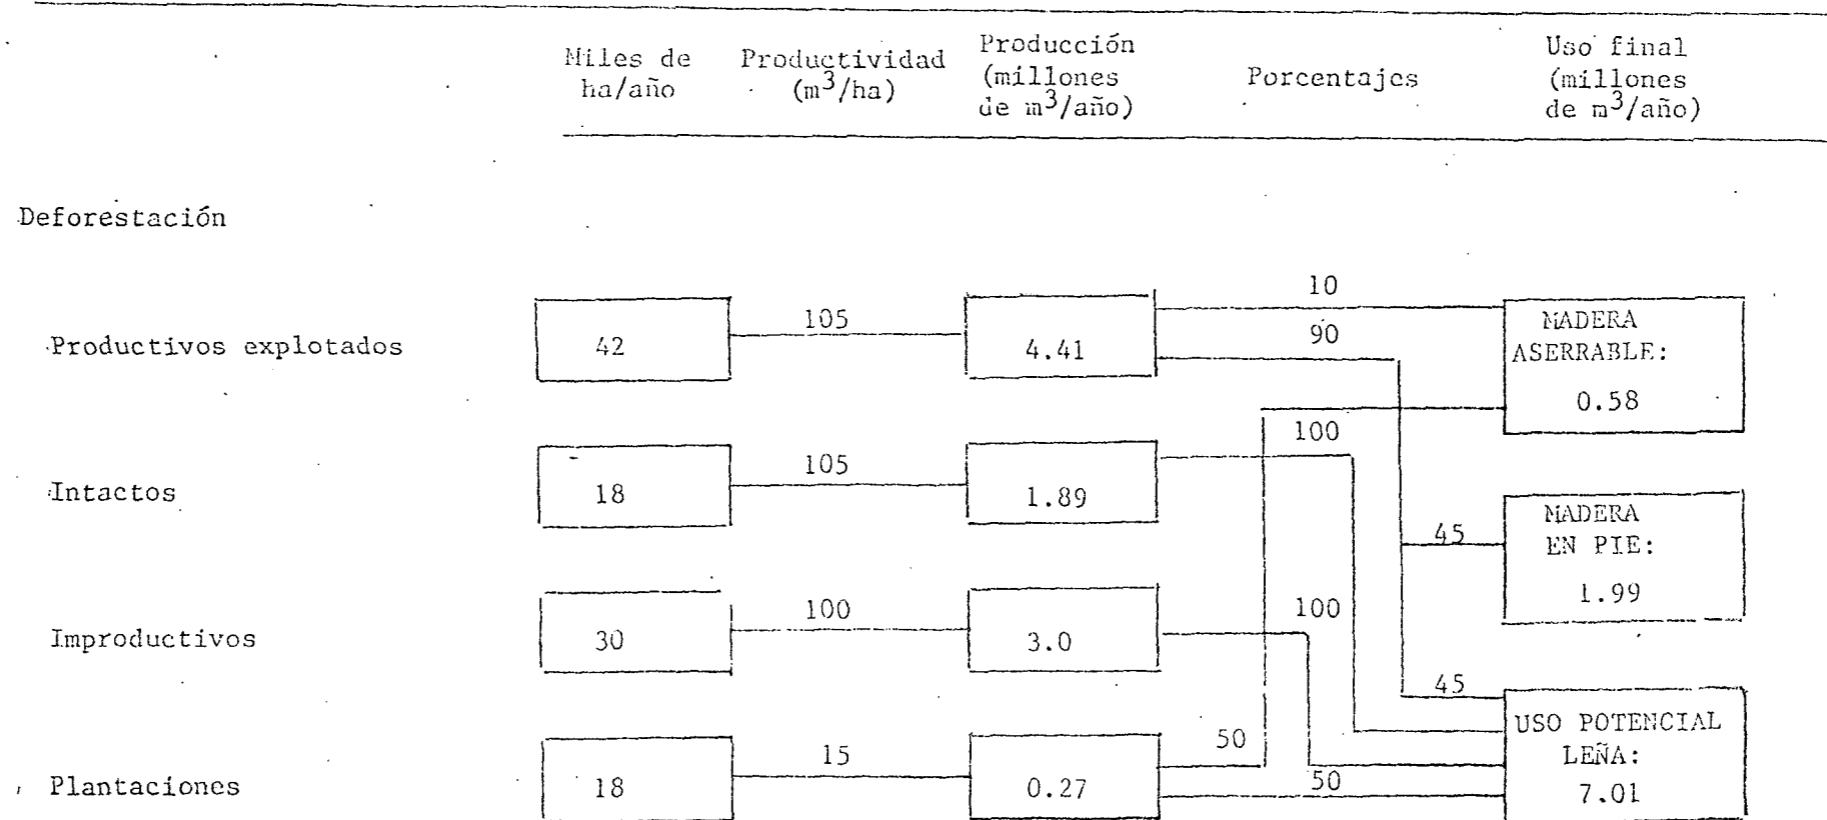 Miles de
ha/año
Productividad
(m³/ha)
Producción
(millones
de m³/año)
Porcentajes
Uso final
(millones
de m³/año)
Deforestación
Productivos explotados
42
105
4.41
10
90
MADERA
ASERRABLE:
0.58
Intactos
18
105
1.89
100
45
MADERA
EN PIE:
1.99
Improductivos
30
100
3.0
100
45
Plantaciones
18
15
0.27
50
50
USO POTENCIAL
LEÑA:
7.01